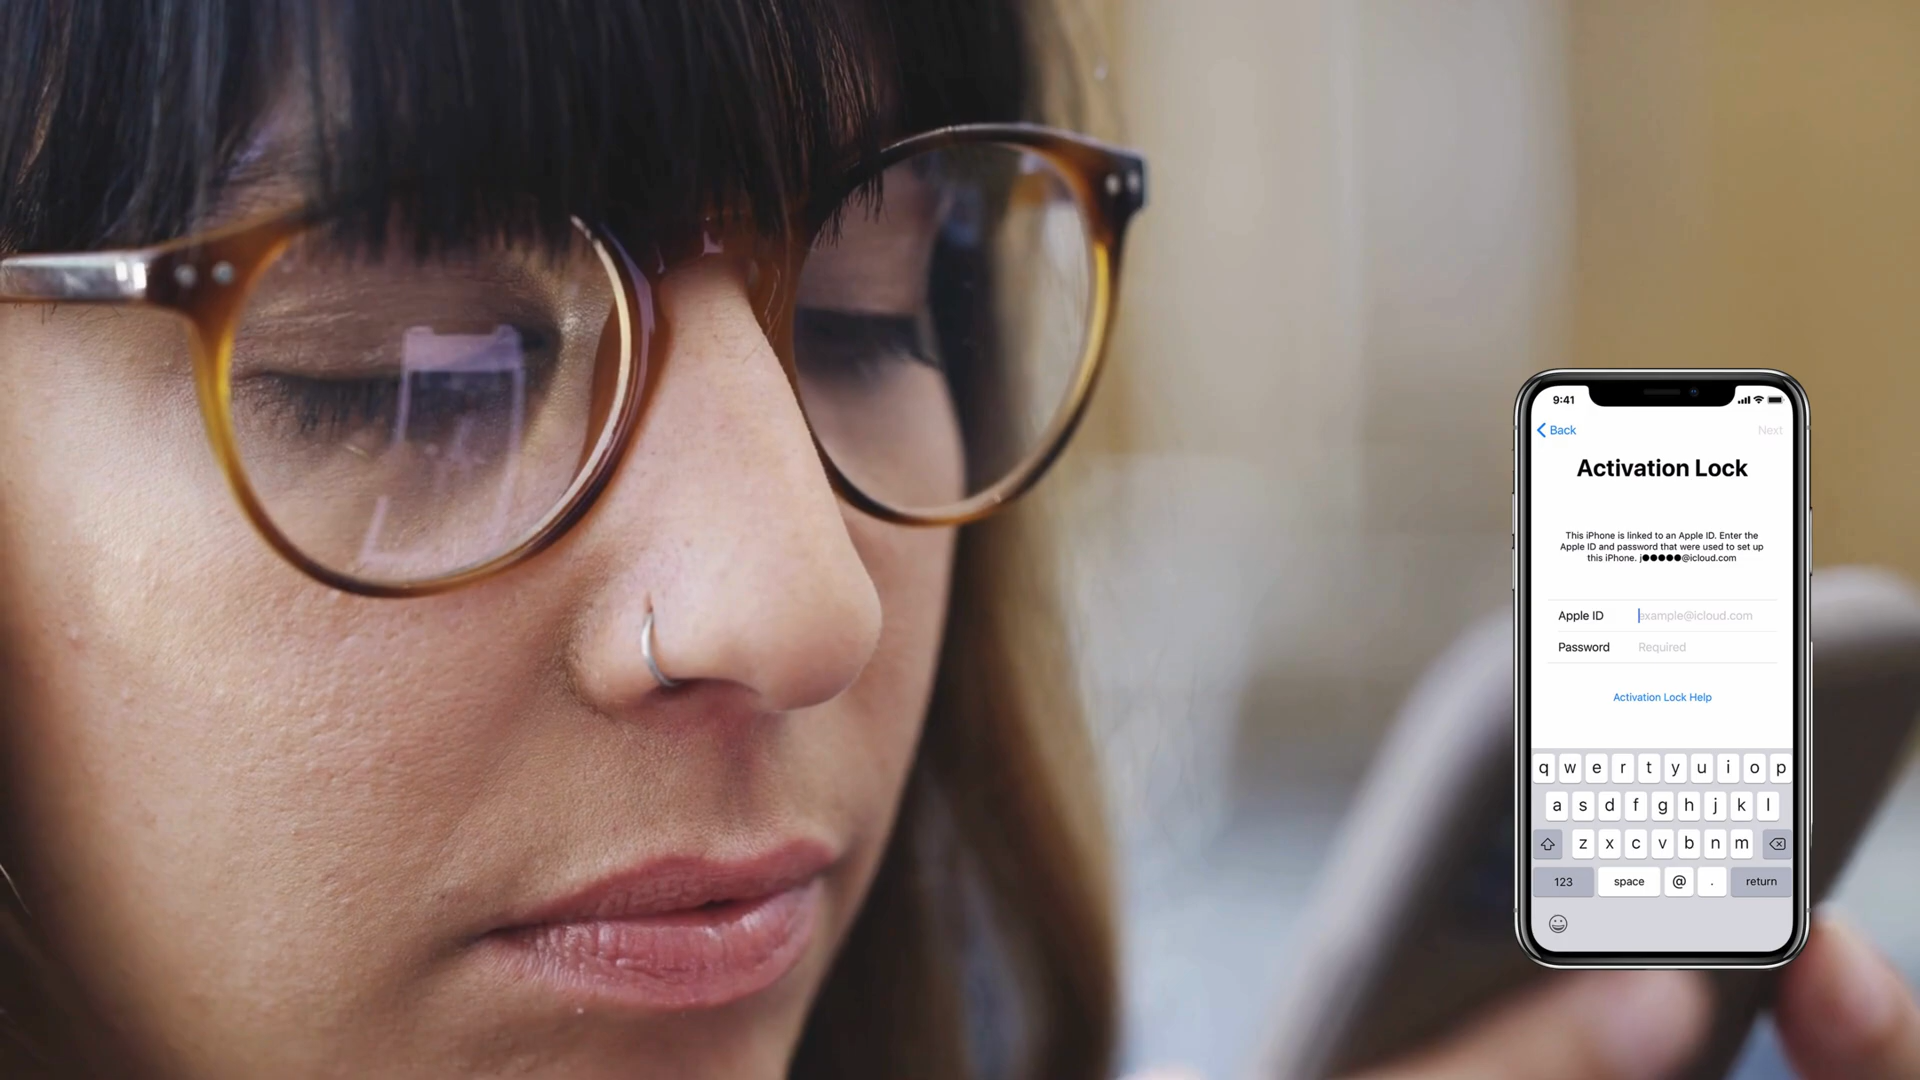 9:41
Back Next
Activation Lock
This iPhone is linked to an Apple ID. Enter the
Apple ID and password that were used to set up
this iPhone. j●●●●●@icloud.com
Apple ID example@icloud.com
Password Required
Activation Lock Help
q w e r t y u i o p
a s d f g h j k l
z x c v b n m
123 space @ . return